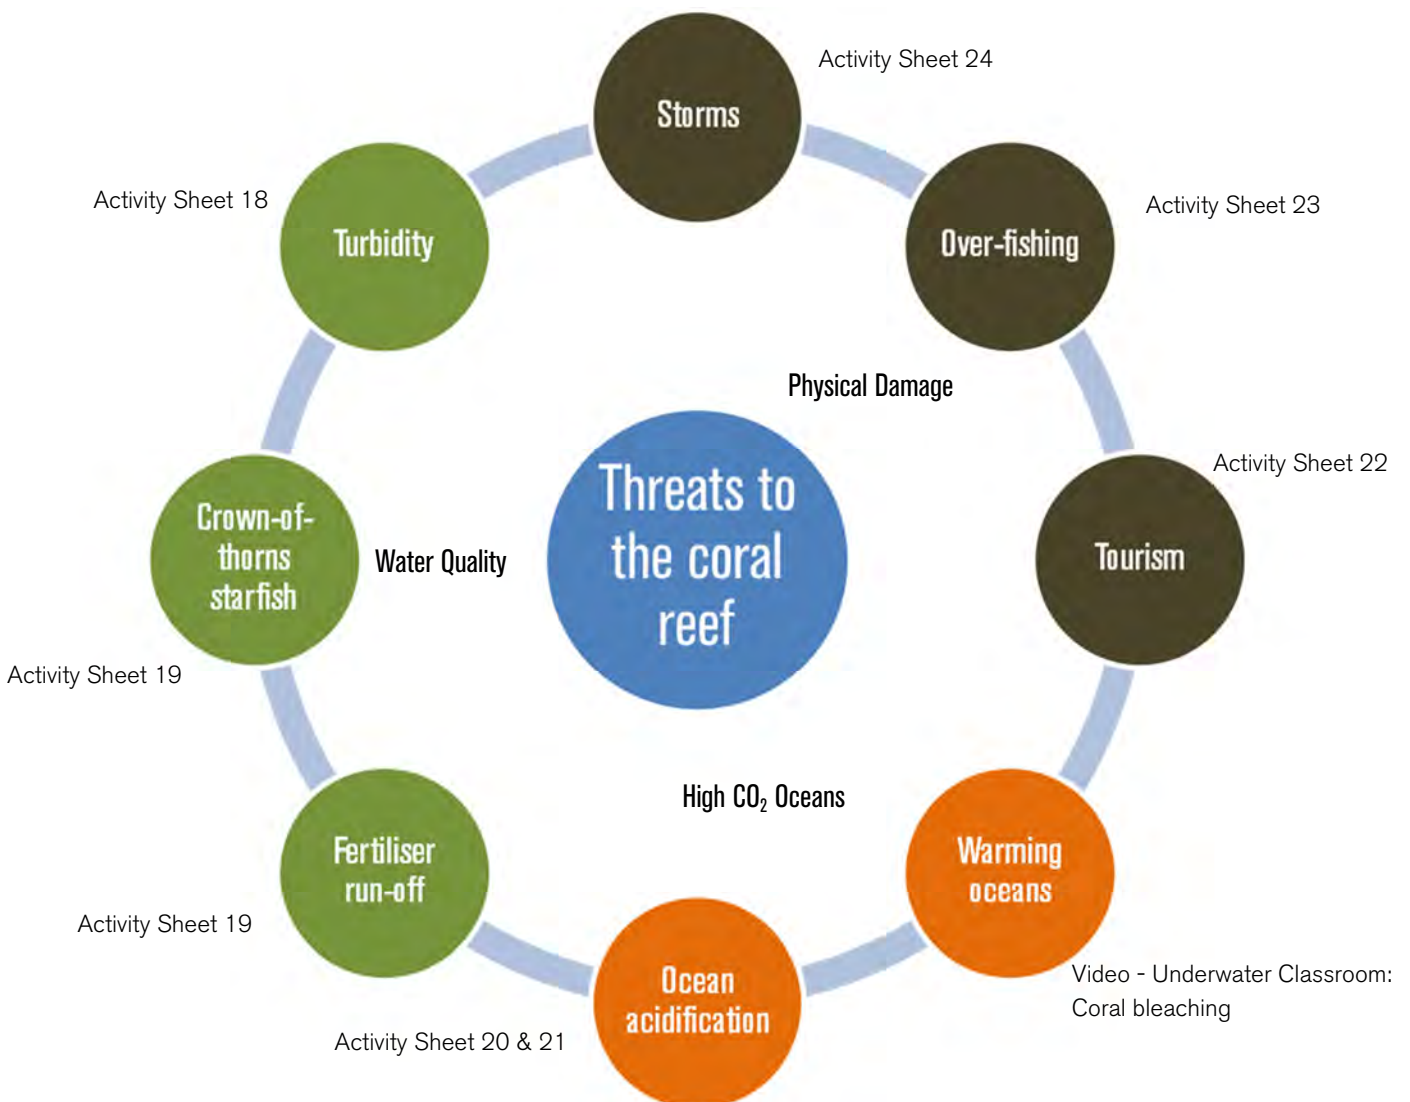 Storms
Activity Sheet 24
Over-fishing
Activity Sheet 23
Physical Damage
Tourism
Activity Sheet 22
Warming
oceans
Video - Underwater Classroom:
Coral bleaching
High CO₂ Oceans
Ocean
acidification
Activity Sheet 20 & 21
Fertiliser
run-off
Activity Sheet 19
Crown-of-
thorns
starfish
Activity Sheet 19
Water Quality
Turbidity
Activity Sheet 18
Threats to
the coral
reef